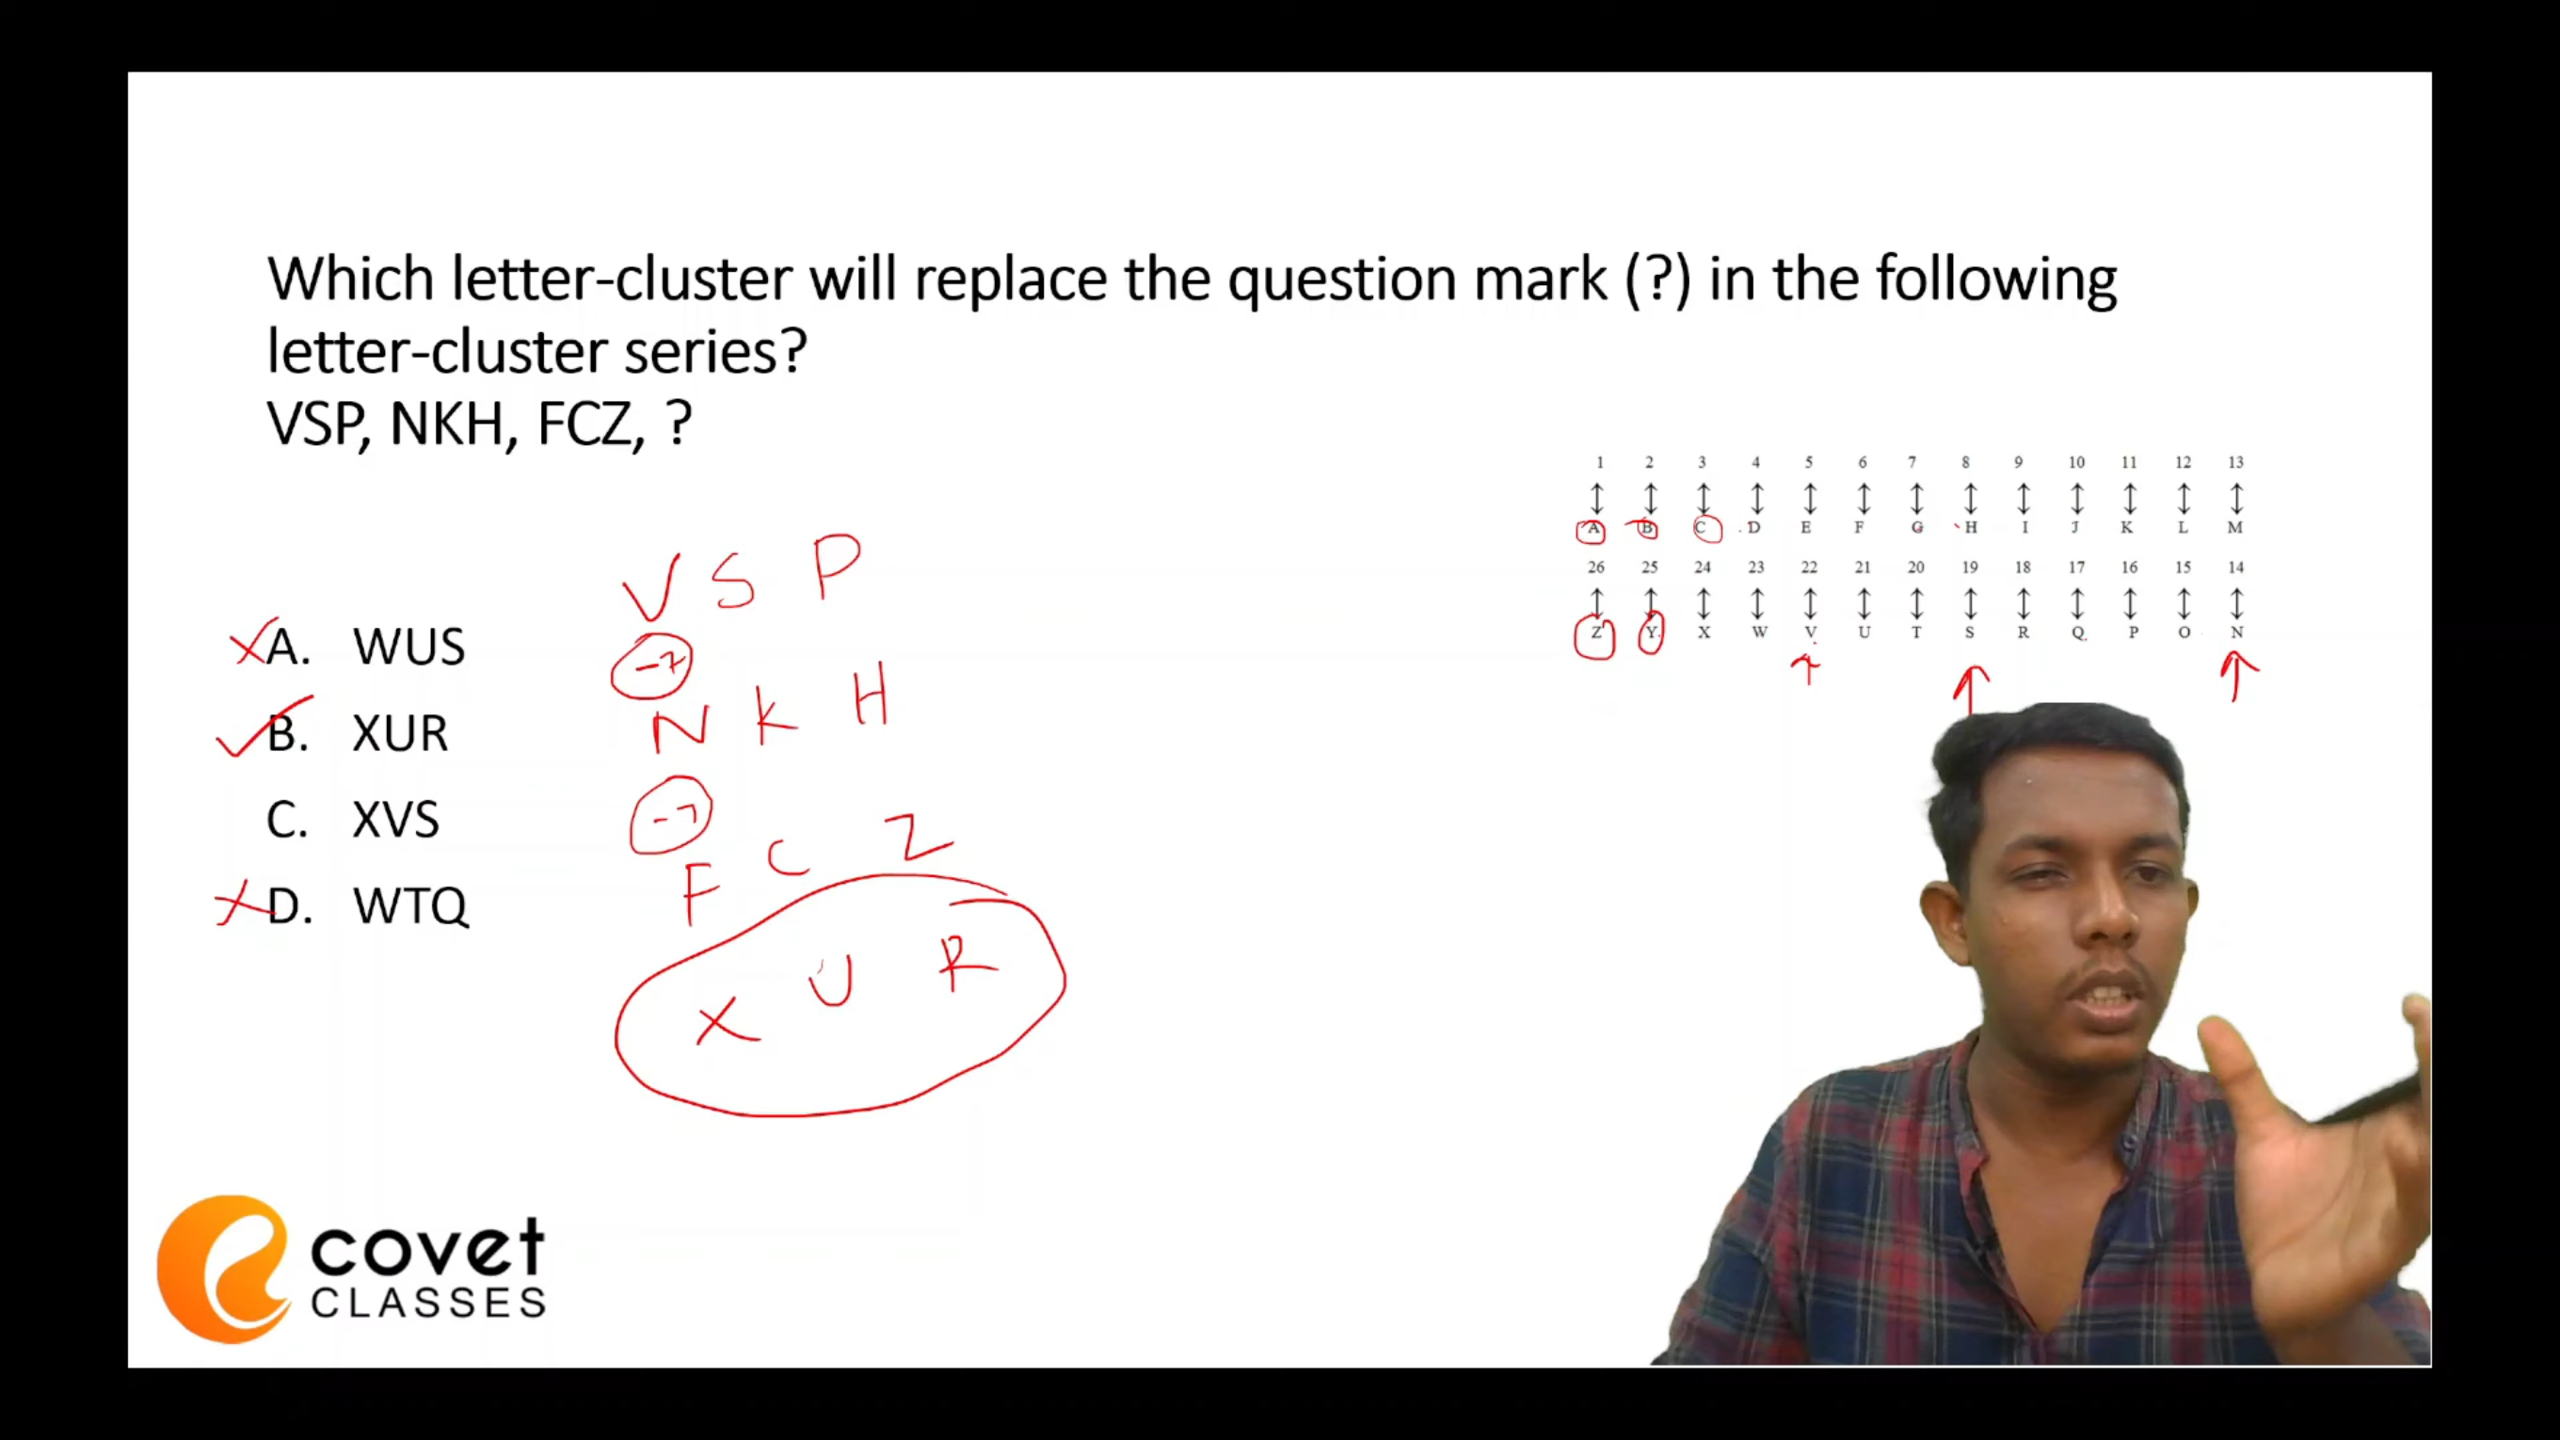 Which letter-cluster will replace the question mark (?) in the following
letter-cluster series?
VSP, NKH, FCZ, ?
1 2 3 4 5 6 7 8 9 10 11 12 13
A B C D E F G H I J K L M
26 25 24 23 22 21 20 19 18 17 16 15 14
Z Y X W V U T S R Q P O N
A. WUS
B. XUR
C. XVS
D. WTQ
V S P
-7
N K H
-7
F C Z
X U R
covet
CLASSES